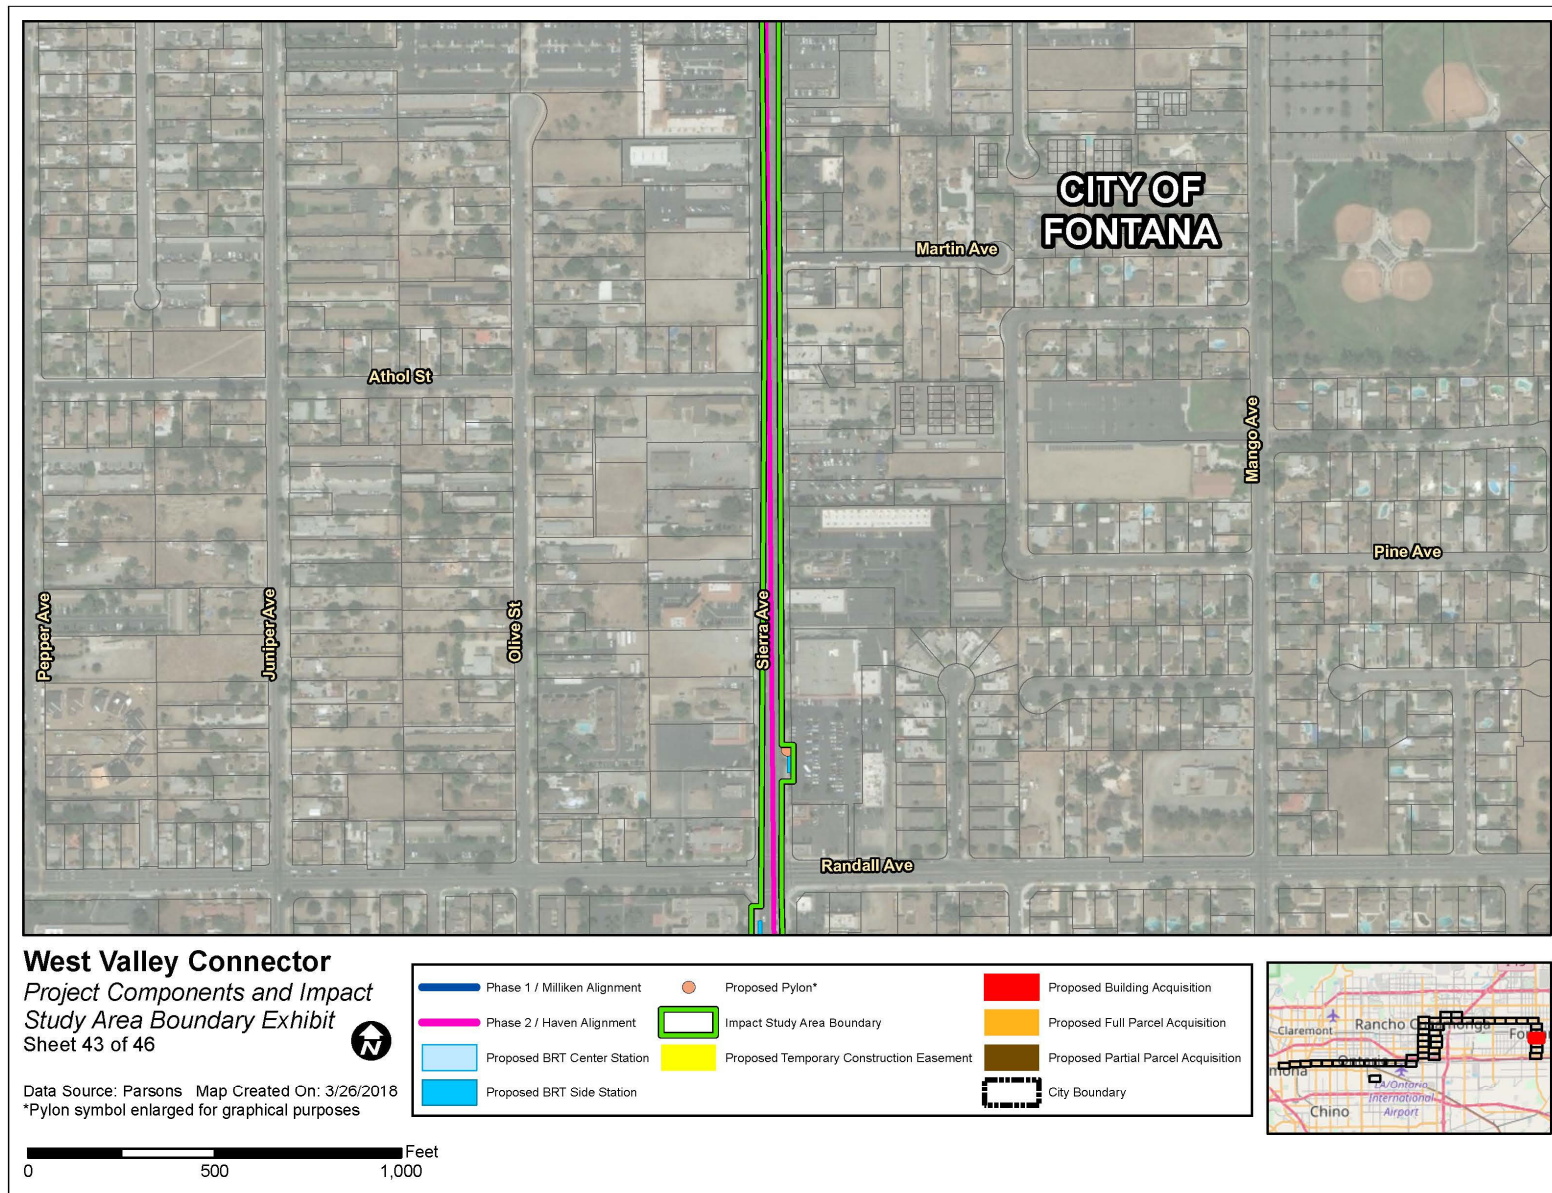 CITY OF
FONTANA
Martin Ave
Athol St
Mango Ave
Pine Ave
Pepper Ave
Juniper Ave
Olive St
Sierra Ave
Randall Ave
West Valley Connector
Project Components and Impact
Study Area Boundary Exhibit
Sheet 43 of 46
N
Data Source: Parsons Map Created On: 3/26/2018
*Pylon symbol enlarged for graphical purposes
Feet
0 500 1,000
Phase 1 / Milliken Alignment
Phase 2 / Haven Alignment
Proposed BRT Center Station
Proposed BRT Side Station
Proposed Pylon*
Impact Study Area Boundary
Proposed Temporary Construction Easement
Proposed Building Acquisition
Proposed Full Parcel Acquisition
Proposed Partial Parcel Acquisition
City Boundary
Claremont
Rancho
Ontario
LA/Ontario
International
Airport
Chino